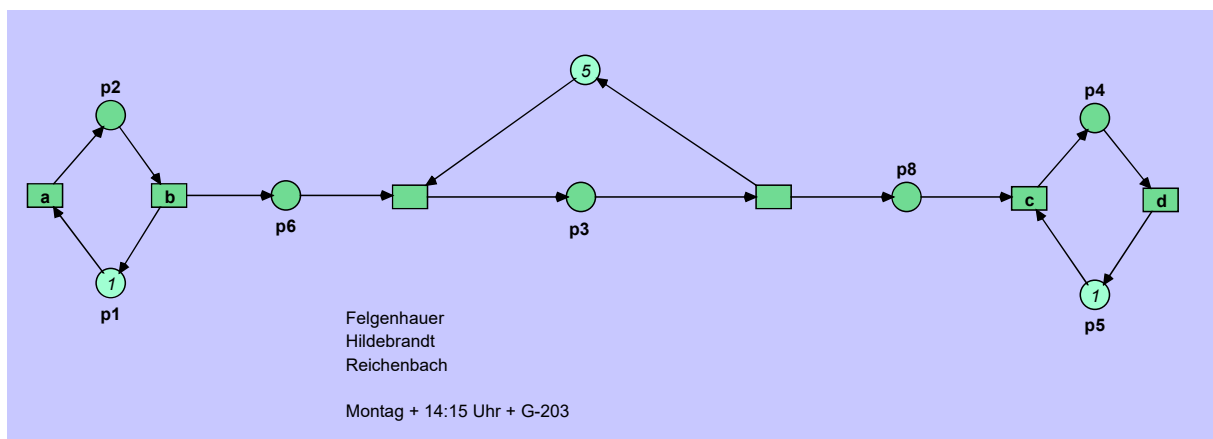 5
p2
p4
p8
a
b
c
d
p6
p3
1
1
p1
p5
Felgenhauer
Hildebrandt
Reichenbach
Montag + 14:15 Uhr + G-203